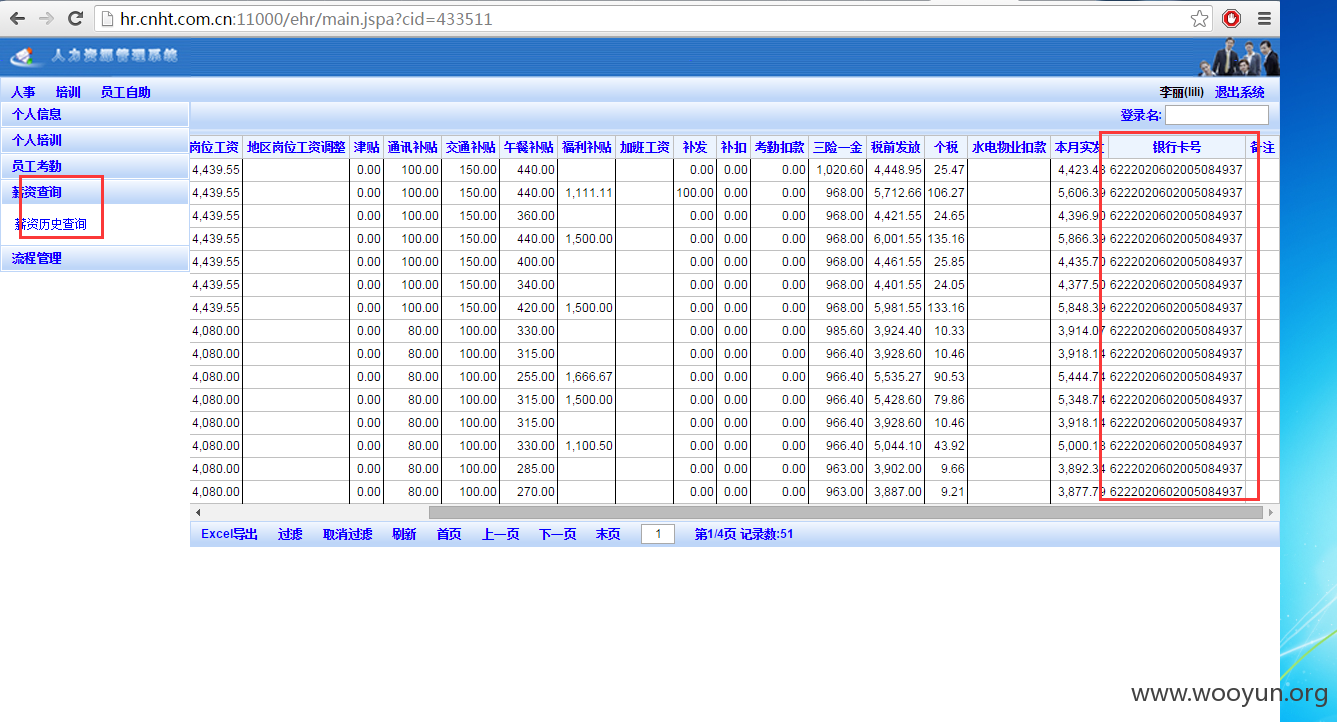 hr.cnht.com.cn:11000/ehr/main.jspa?cid=433511
人力资源管理系统
人事 培训 员工自助 李丽(lili) 退出系统
个人信息 登录名:
个人培训
员工考勤
薪资查询
薪资历史查询
流程管理
岗位工资 地区岗位工资调整 津贴 通讯补贴 交通补贴 午餐补贴 福利补贴 加班工资 补发 补扣 考勤扣款 三险一金 税前发放 个税 水电物业扣款 本月实发 银行卡号 备注
4,439.55 0.00 100.00 150.00 440.00 0.00 0.00 0.00 1,020.60 4,448.95 25.47 4,423.48 6222020602005084937
4,439.55 0.00 100.00 150.00 440.00 1,111.11 100.00 0.00 0.00 968.00 5,712.66 106.27 5,606.39 6222020602005084937
4,439.55 0.00 100.00 150.00 360.00 0.00 0.00 0.00 968.00 4,421.55 24.65 4,396.90 6222020602005084937
4,439.55 0.00 100.00 150.00 440.00 1,500.00 0.00 0.00 0.00 968.00 6,001.55 135.16 5,866.39 6222020602005084937
4,439.55 0.00 100.00 150.00 400.00 0.00 0.00 0.00 968.00 4,461.55 25.85 4,435.70 6222020602005084937
4,439.55 0.00 100.00 150.00 340.00 0.00 0.00 0.00 968.00 4,401.55 24.05 4,377.50 6222020602005084937
4,439.55 0.00 100.00 150.00 420.00 1,500.00 0.00 0.00 0.00 968.00 5,981.55 133.16 5,848.39 6222020602005084937
4,080.00 0.00 80.00 100.00 330.00 0.00 0.00 0.00 985.60 3,924.40 10.33 3,914.07 6222020602005084937
4,080.00 0.00 80.00 100.00 315.00 0.00 0.00 0.00 966.40 3,928.60 10.46 3,918.14 6222020602005084937
4,080.00 0.00 80.00 100.00 255.00 1,666.67 0.00 0.00 0.00 966.40 5,535.27 90.53 5,444.74 6222020602005084937
4,080.00 0.00 80.00 100.00 315.00 1,500.00 0.00 0.00 0.00 966.40 5,428.60 79.86 5,348.74 6222020602005084937
4,080.00 0.00 80.00 100.00 315.00 0.00 0.00 0.00 966.40 3,928.60 10.46 3,918.14 6222020602005084937
4,080.00 0.00 80.00 100.00 330.00 1,100.50 0.00 0.00 0.00 966.40 5,044.10 43.92 5,000.18 6222020602005084937
4,080.00 0.00 80.00 100.00 285.00 0.00 0.00 0.00 963.00 3,902.00 9.66 3,892.34 6222020602005084937
4,080.00 0.00 80.00 100.00 270.00 0.00 0.00 0.00 963.00 3,887.00 9.21 3,877.79 6222020602005084937
Excel导出 过滤 取消过滤 刷新 首页 上一页 下一页 末页 1 第1/4页 记录数:51
www.wooyun.org